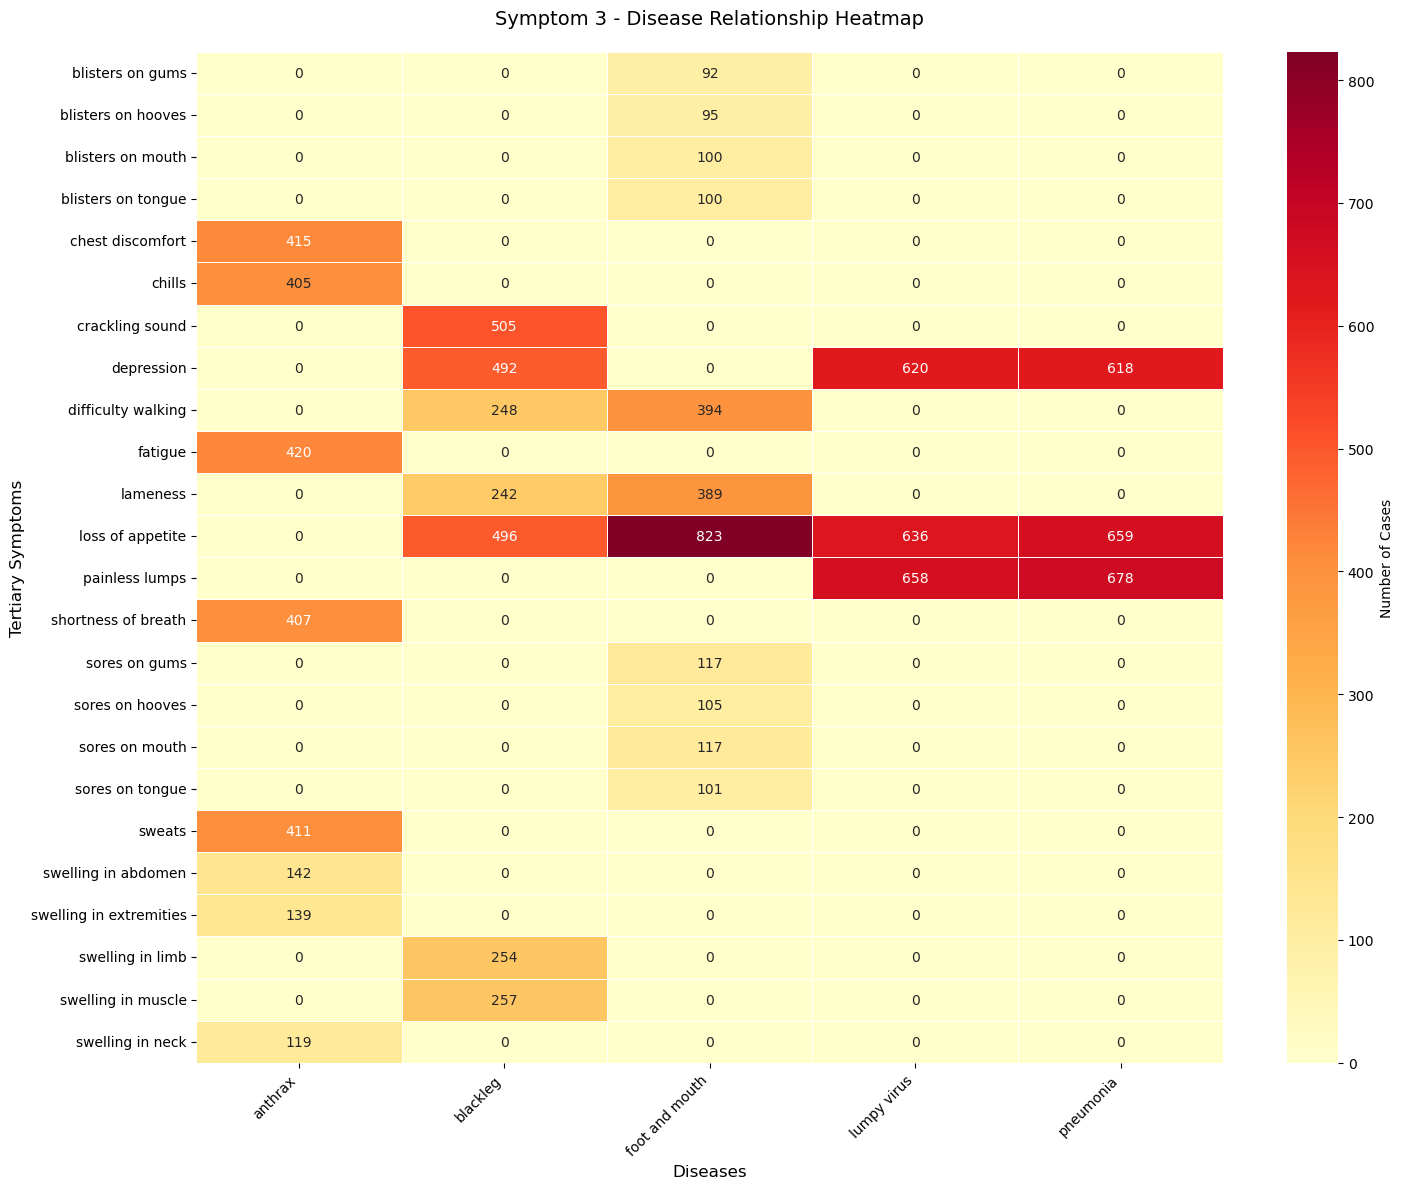 Symptom 3 - Disease Relationship Heatmap
Tertiary Symptoms
blisters on gums 0 0 92 0 0
blisters on hooves 0 0 95 0 0
blisters on mouth 0 0 100 0 0
blisters on tongue 0 0 100 0 0
chest discomfort 415 0 0 0 0
chills 405 0 0 0 0
crackling sound 0 505 0 0 0
depression 0 492 0 620 618
difficulty walking 0 248 394 0 0
fatigue 420 0 0 0 0
lameness 0 242 389 0 0
loss of appetite 0 496 823 636 659
painless lumps 0 0 0 658 678
shortness of breath 407 0 0 0 0
sores on gums 0 0 117 0 0
sores on hooves 0 0 105 0 0
sores on mouth 0 0 117 0 0
sores on tongue 0 0 101 0 0
sweats 411 0 0 0 0
swelling in abdomen 142 0 0 0 0
swelling in extremities 139 0 0 0 0
swelling in limb 0 254 0 0 0
swelling in muscle 0 257 0 0 0
swelling in neck 119 0 0 0 0
anthrax blackleg foot and mouth lumpy virus pneumonia
Diseases
800
700
600
500
400
300
200
100
0
Number of Cases